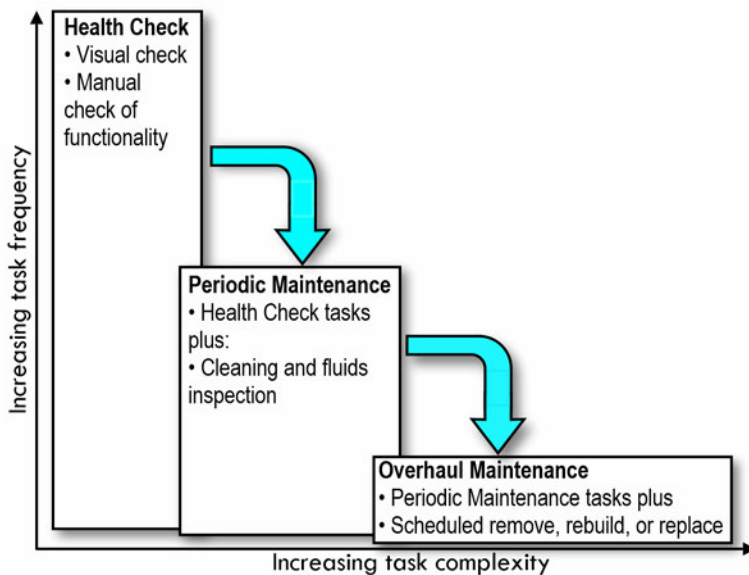 Health Check
• Visual check
• Manual
check of
functionality
Increasing task frequency
Periodic Maintenance
• Health Check tasks
plus:
• Cleaning and fluids
inspection
Overhaul Maintenance
• Periodic Maintenance tasks plus
• Scheduled remove, rebuild, or replace
Increasing task complexity